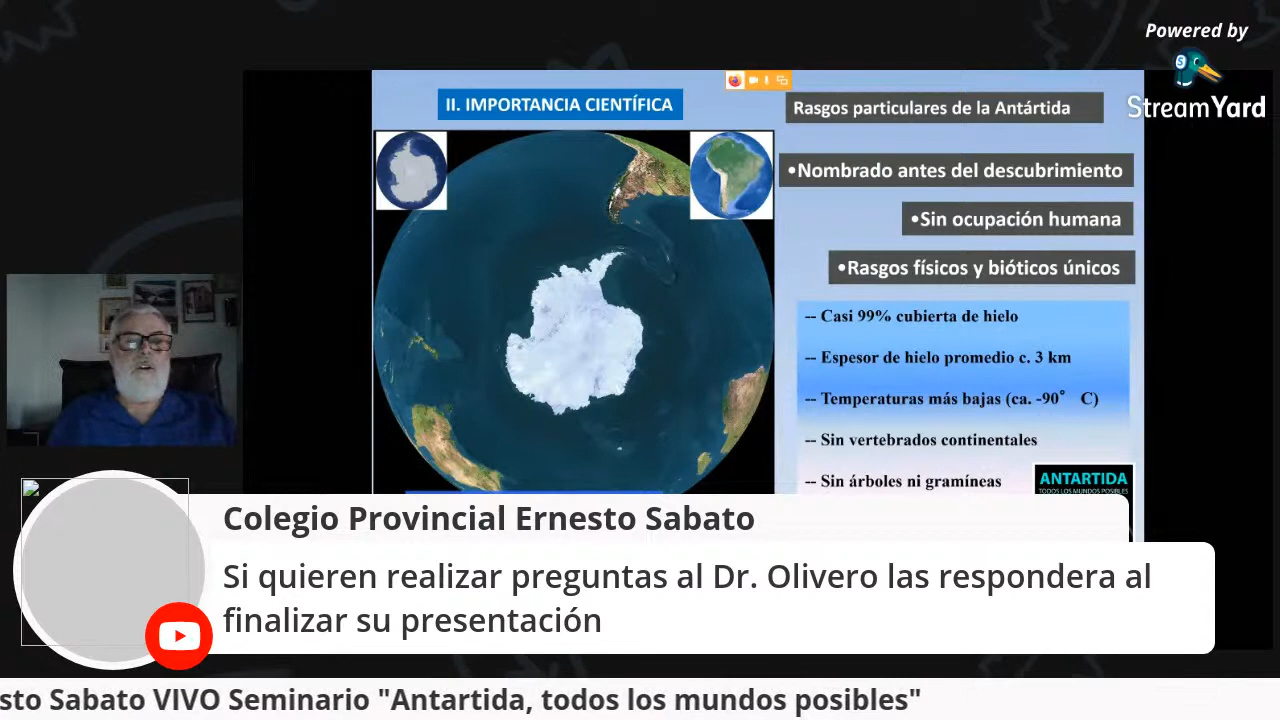 Powered by
StreamYard
II. IMPORTANCIA CIENTÍFICA
Rasgos particulares de la Antártida
•Nombrado antes del descubrimiento
•Sin ocupación humana
•Rasgos físicos y bióticos únicos
-- Casi 99% cubierta de hielo
-- Espesor de hielo promedio c. 3 km
-- Temperaturas más bajas (ca. -90° C)
-- Sin vertebrados continentales
-- Sin árboles ni gramíneas
ANTARTIDA
TODOS LOS MUNDOS POSIBLES
Colegio Provincial Ernesto Sabato
Si quieren realizar preguntas al Dr. Olivero las respondera al
finalizar su presentación
sto Sabato VIVO Seminario "Antartida, todos los mundos posibles"